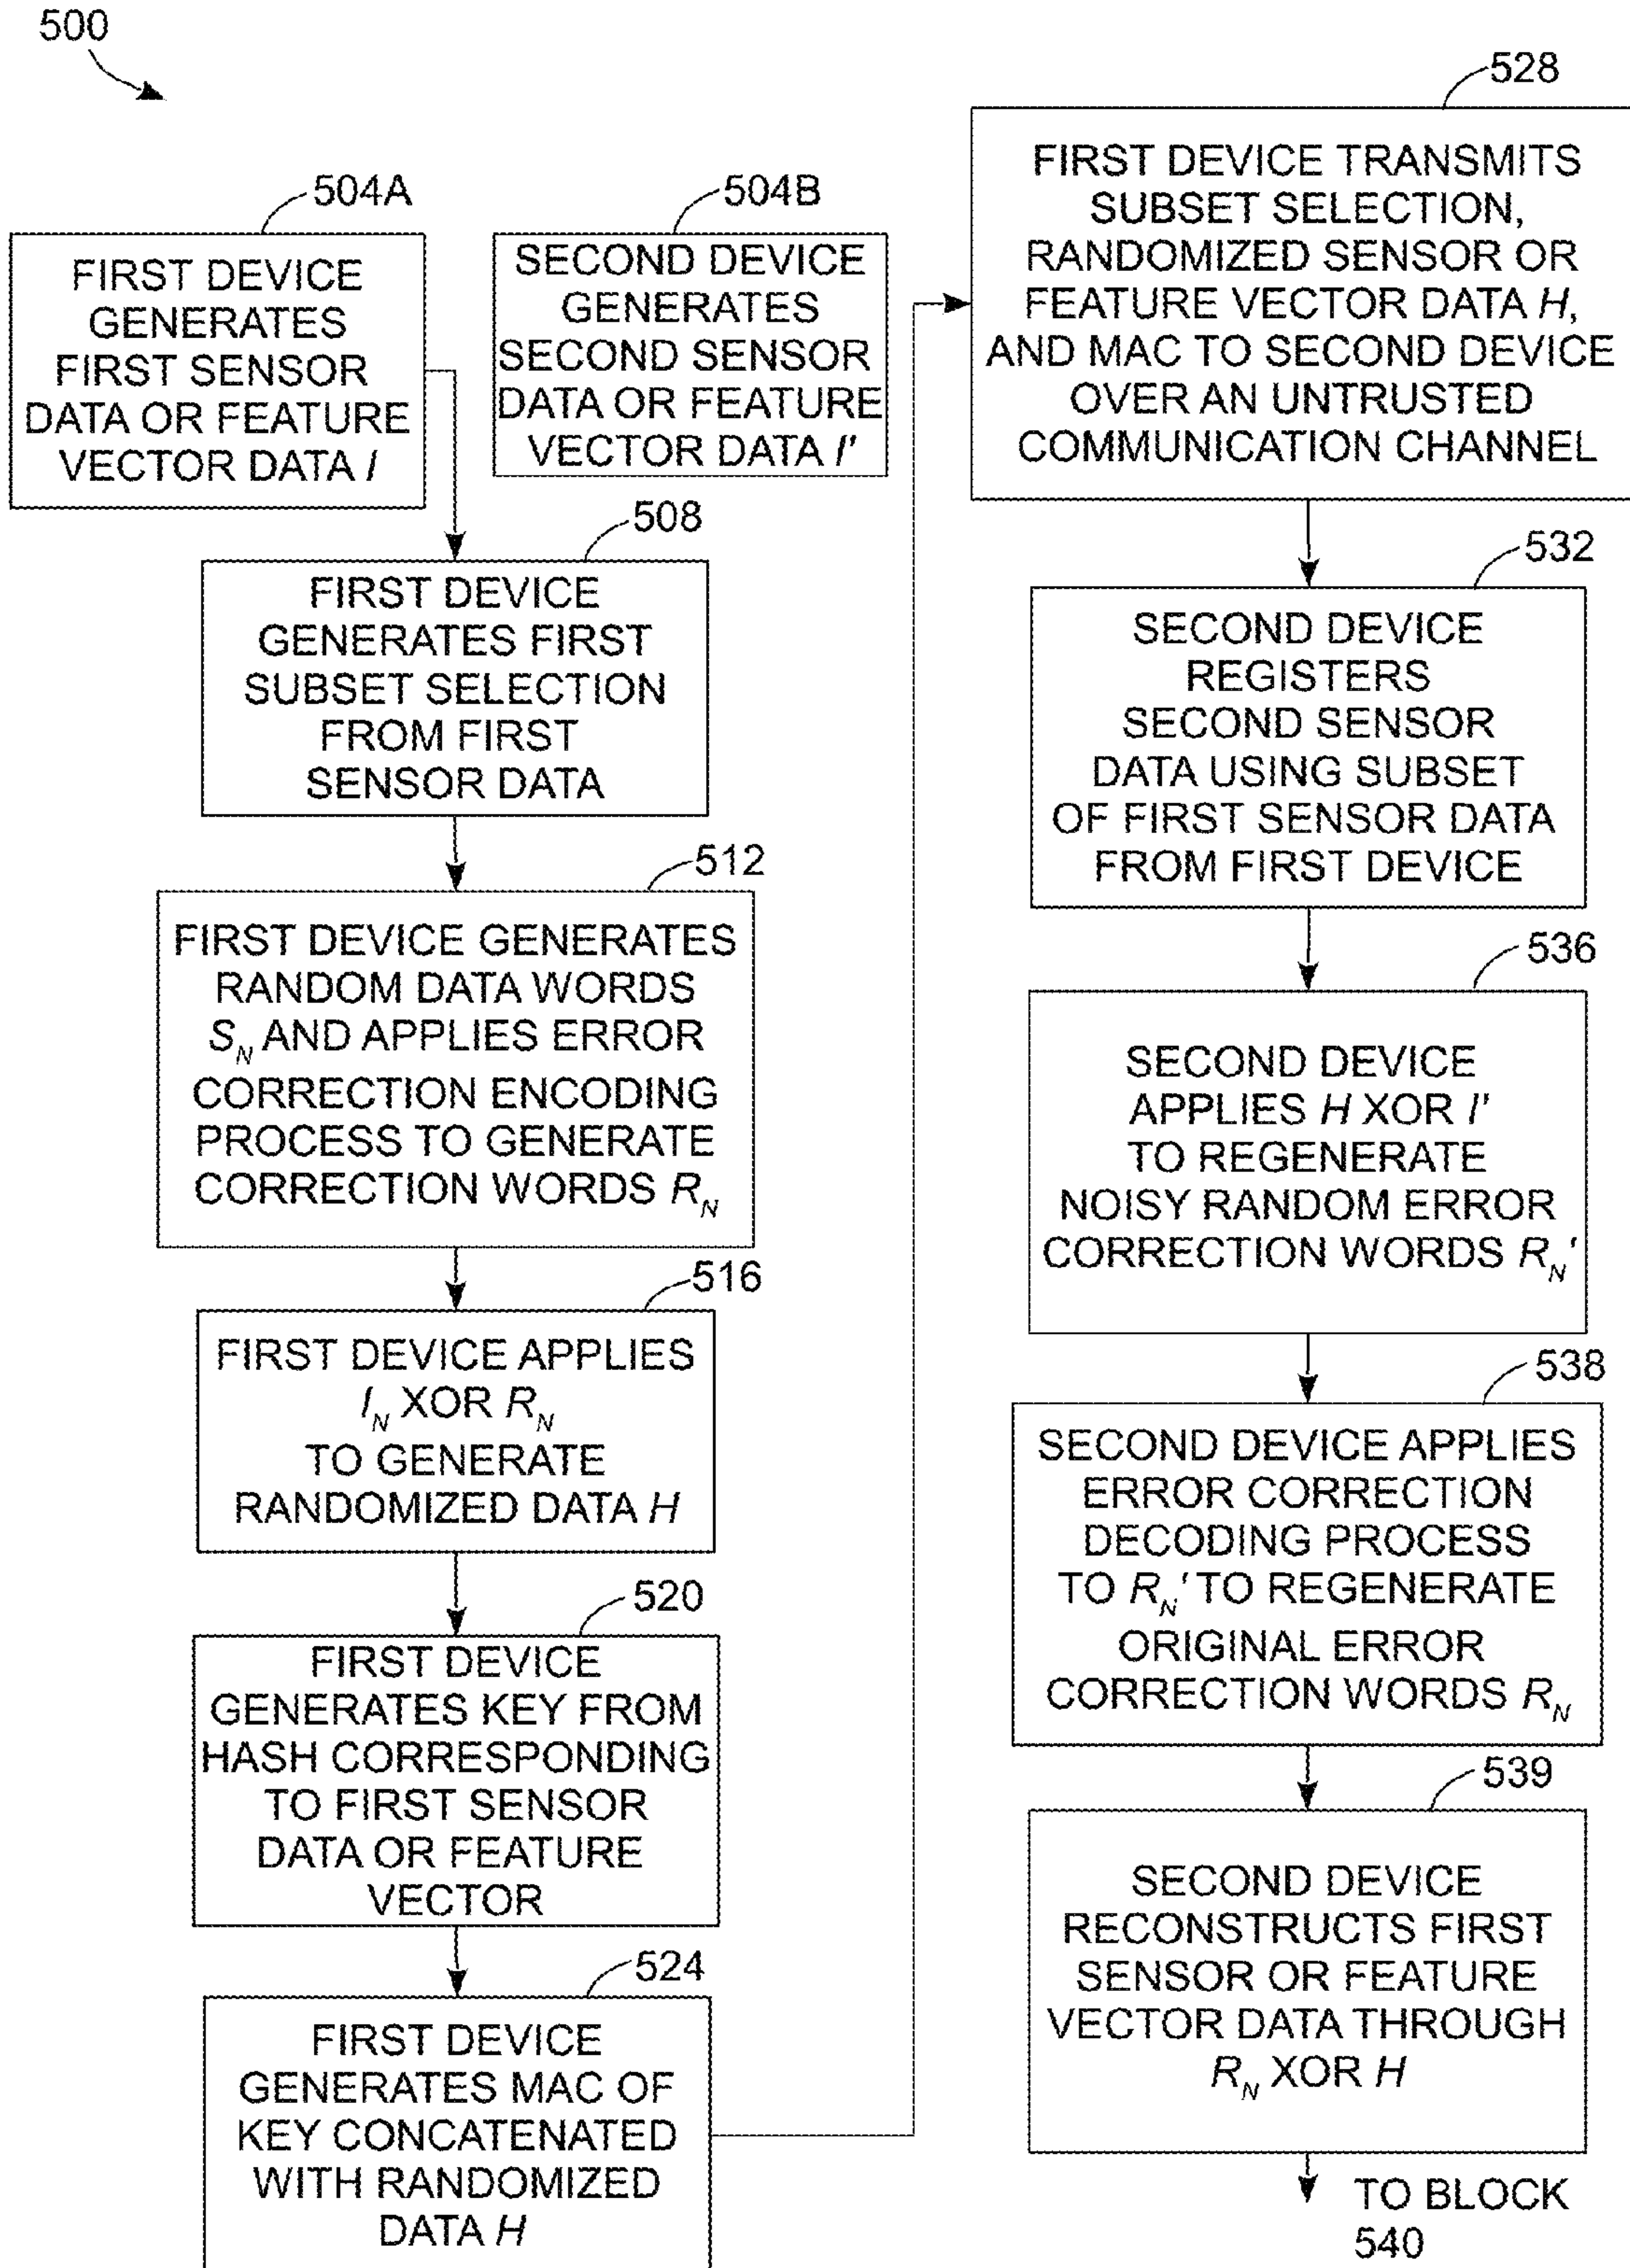 500
504A
FIRST DEVICE
GENERATES
FIRST SENSOR
DATA OR FEATURE
VECTOR DATA I
504B
SECOND DEVICE
GENERATES
SECOND SENSOR
DATA OR FEATURE
VECTOR DATA I'
508
FIRST DEVICE
GENERATES FIRST
SUBSET SELECTION
FROM FIRST
SENSOR DATA
512
FIRST DEVICE GENERATES
RANDOM DATA WORDS
S_N AND APPLIES ERROR
CORRECTION ENCODING
PROCESS TO GENERATE
CORRECTION WORDS R_N
516
FIRST DEVICE APPLIES
I_N XOR R_N
TO GENERATE
RANDOMIZED DATA H
520
FIRST DEVICE
GENERATES KEY FROM
HASH CORRESPONDING
TO FIRST SENSOR
DATA OR FEATURE
VECTOR
524
FIRST DEVICE
GENERATES MAC OF
KEY CONCATENATED
WITH RANDOMIZED
DATA H
528
FIRST DEVICE TRANSMITS
SUBSET SELECTION,
RANDOMIZED SENSOR OR
FEATURE VECTOR DATA H,
AND MAC TO SECOND DEVICE
OVER AN UNTRUSTED
COMMUNICATION CHANNEL
532
SECOND DEVICE
REGISTERS
SECOND SENSOR
DATA USING SUBSET
OF FIRST SENSOR DATA
FROM FIRST DEVICE
536
SECOND DEVICE
APPLIES H XOR I'
TO REGENERATE
NOISY RANDOM ERROR
CORRECTION WORDS R_N'
538
SECOND DEVICE APPLIES
ERROR CORRECTION
DECODING PROCESS
TO R_N' TO REGENERATE
ORIGINAL ERROR
CORRECTION WORDS R_N
539
SECOND DEVICE
RECONSTRUCTS FIRST
SENSOR OR FEATURE
VECTOR DATA THROUGH
R_N XOR H
TO BLOCK
540